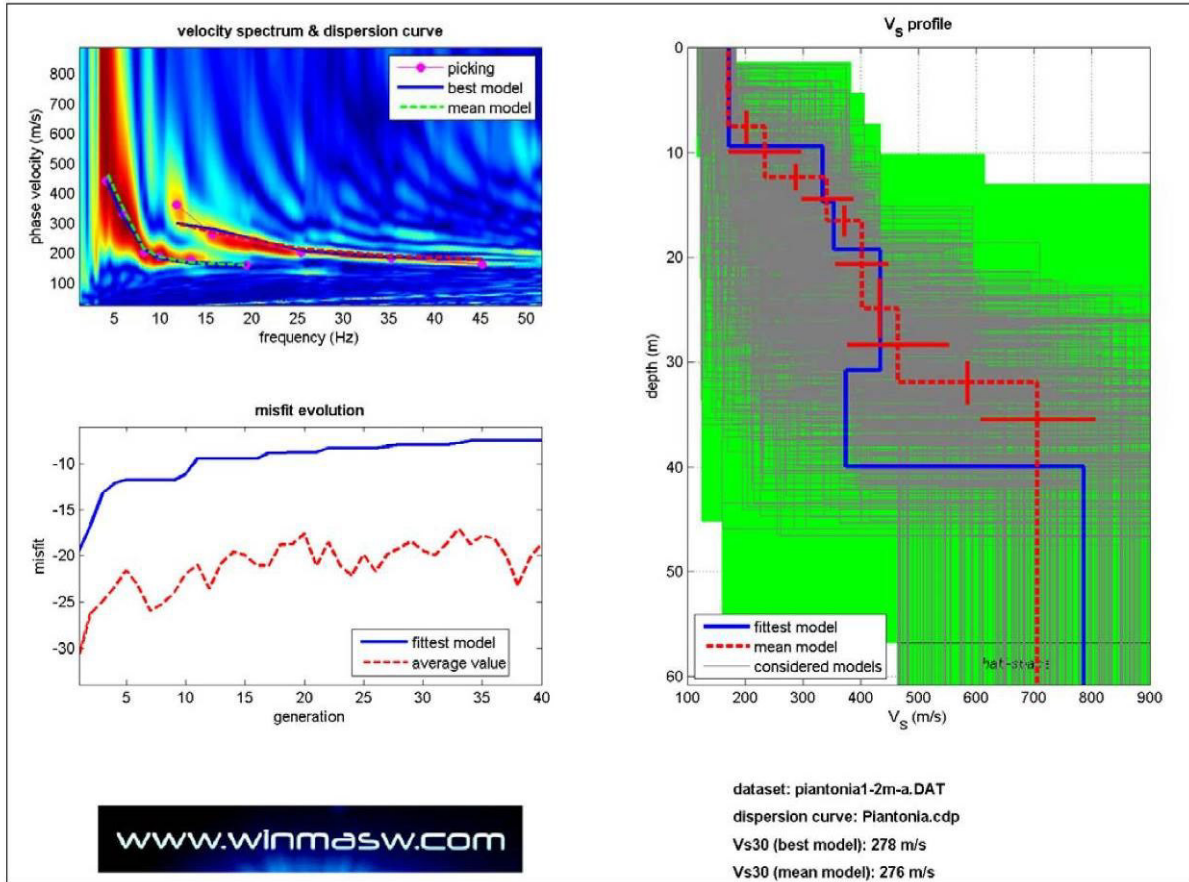 velocity spectrum & dispersion curve
picking
best model
mean model
800
700
600
500
400
300
200
100
phase velocity (m/s)
5 10 15 20 25 30 35 40 45 50
frequency (Hz)
misfit evolution
-10
-15
-20
-25
-30
misfit
fittest model
average value
5 10 15 20 25 30 35 40
generation
www.winmasw.com
VS profile
0
10
20
30
40
50
60
depth (m)
fittest model
mean model
considered models
100 200 300 400 500 600 700 800 900
VS (m/s)
dataset: piantonia1-2m-a.DAT
dispersion curve: Piantonia.cdp
Vs30 (best model): 278 m/s
Vs30 (mean model): 276 m/s